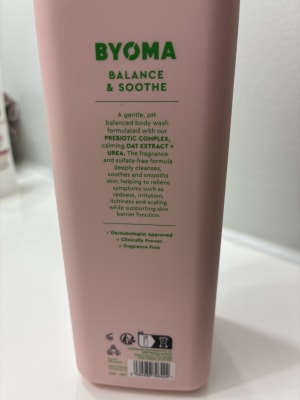 BYOMA
BALANCE
& SOOTHE
A gentle, pH
balanced body wash
formulated with our
PREBIOTIC COMPLEX,
calming OAT EXTRACT +
UREA. The fragrance
and sulfate-free formula
deeply cleanses,
soothes and smooths
skin, helping to relieve
symptoms such as
redness, irritation,
itchiness and scaling
while supporting skin
barrier function.
✓ Dermatologist Approved
✓ Clinically Proven
✓ Fragrance Free